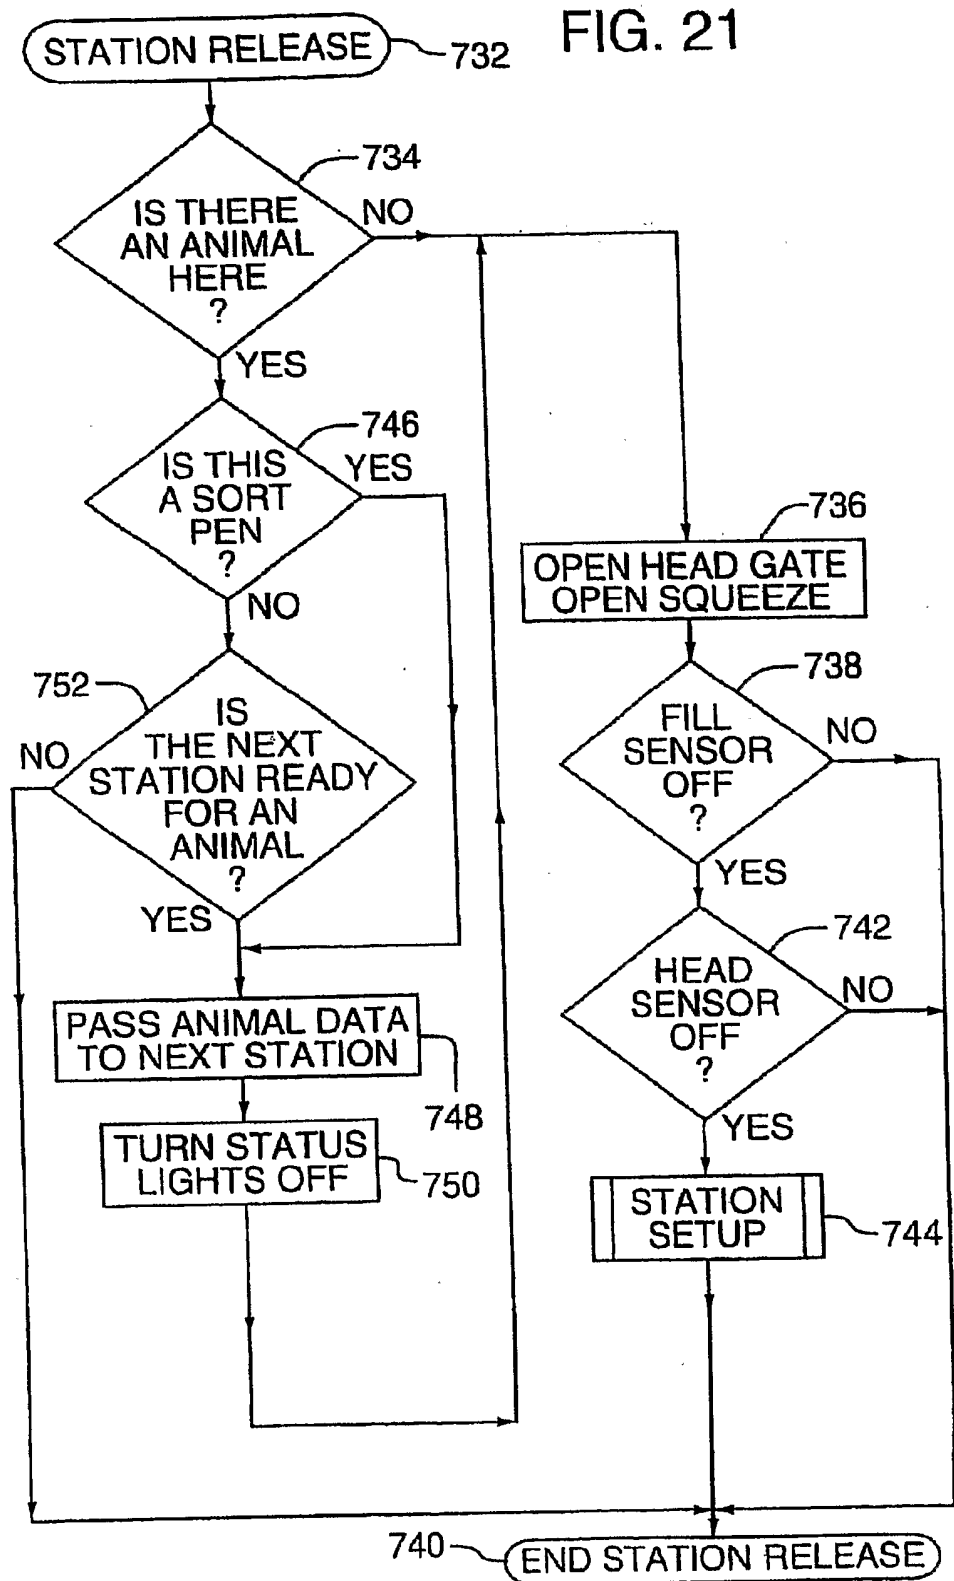 FIG. 21
STATION RELEASE
732
734
IS THERE
AN ANIMAL
HERE
?
NO
YES
746
IS THIS
A SORT
PEN
?
YES
NO
752
IS
THE NEXT
STATION READY
FOR AN
ANIMAL
?
NO
YES
PASS ANIMAL DATA
TO NEXT STATION
748
TURN STATUS
LIGHTS OFF
750
736
OPEN HEAD GATE
OPEN SQUEEZE
738
FILL
SENSOR
OFF
?
NO
YES
742
HEAD
SENSOR
OFF
?
NO
YES
STATION
SETUP
744
740
END STATION RELEASE